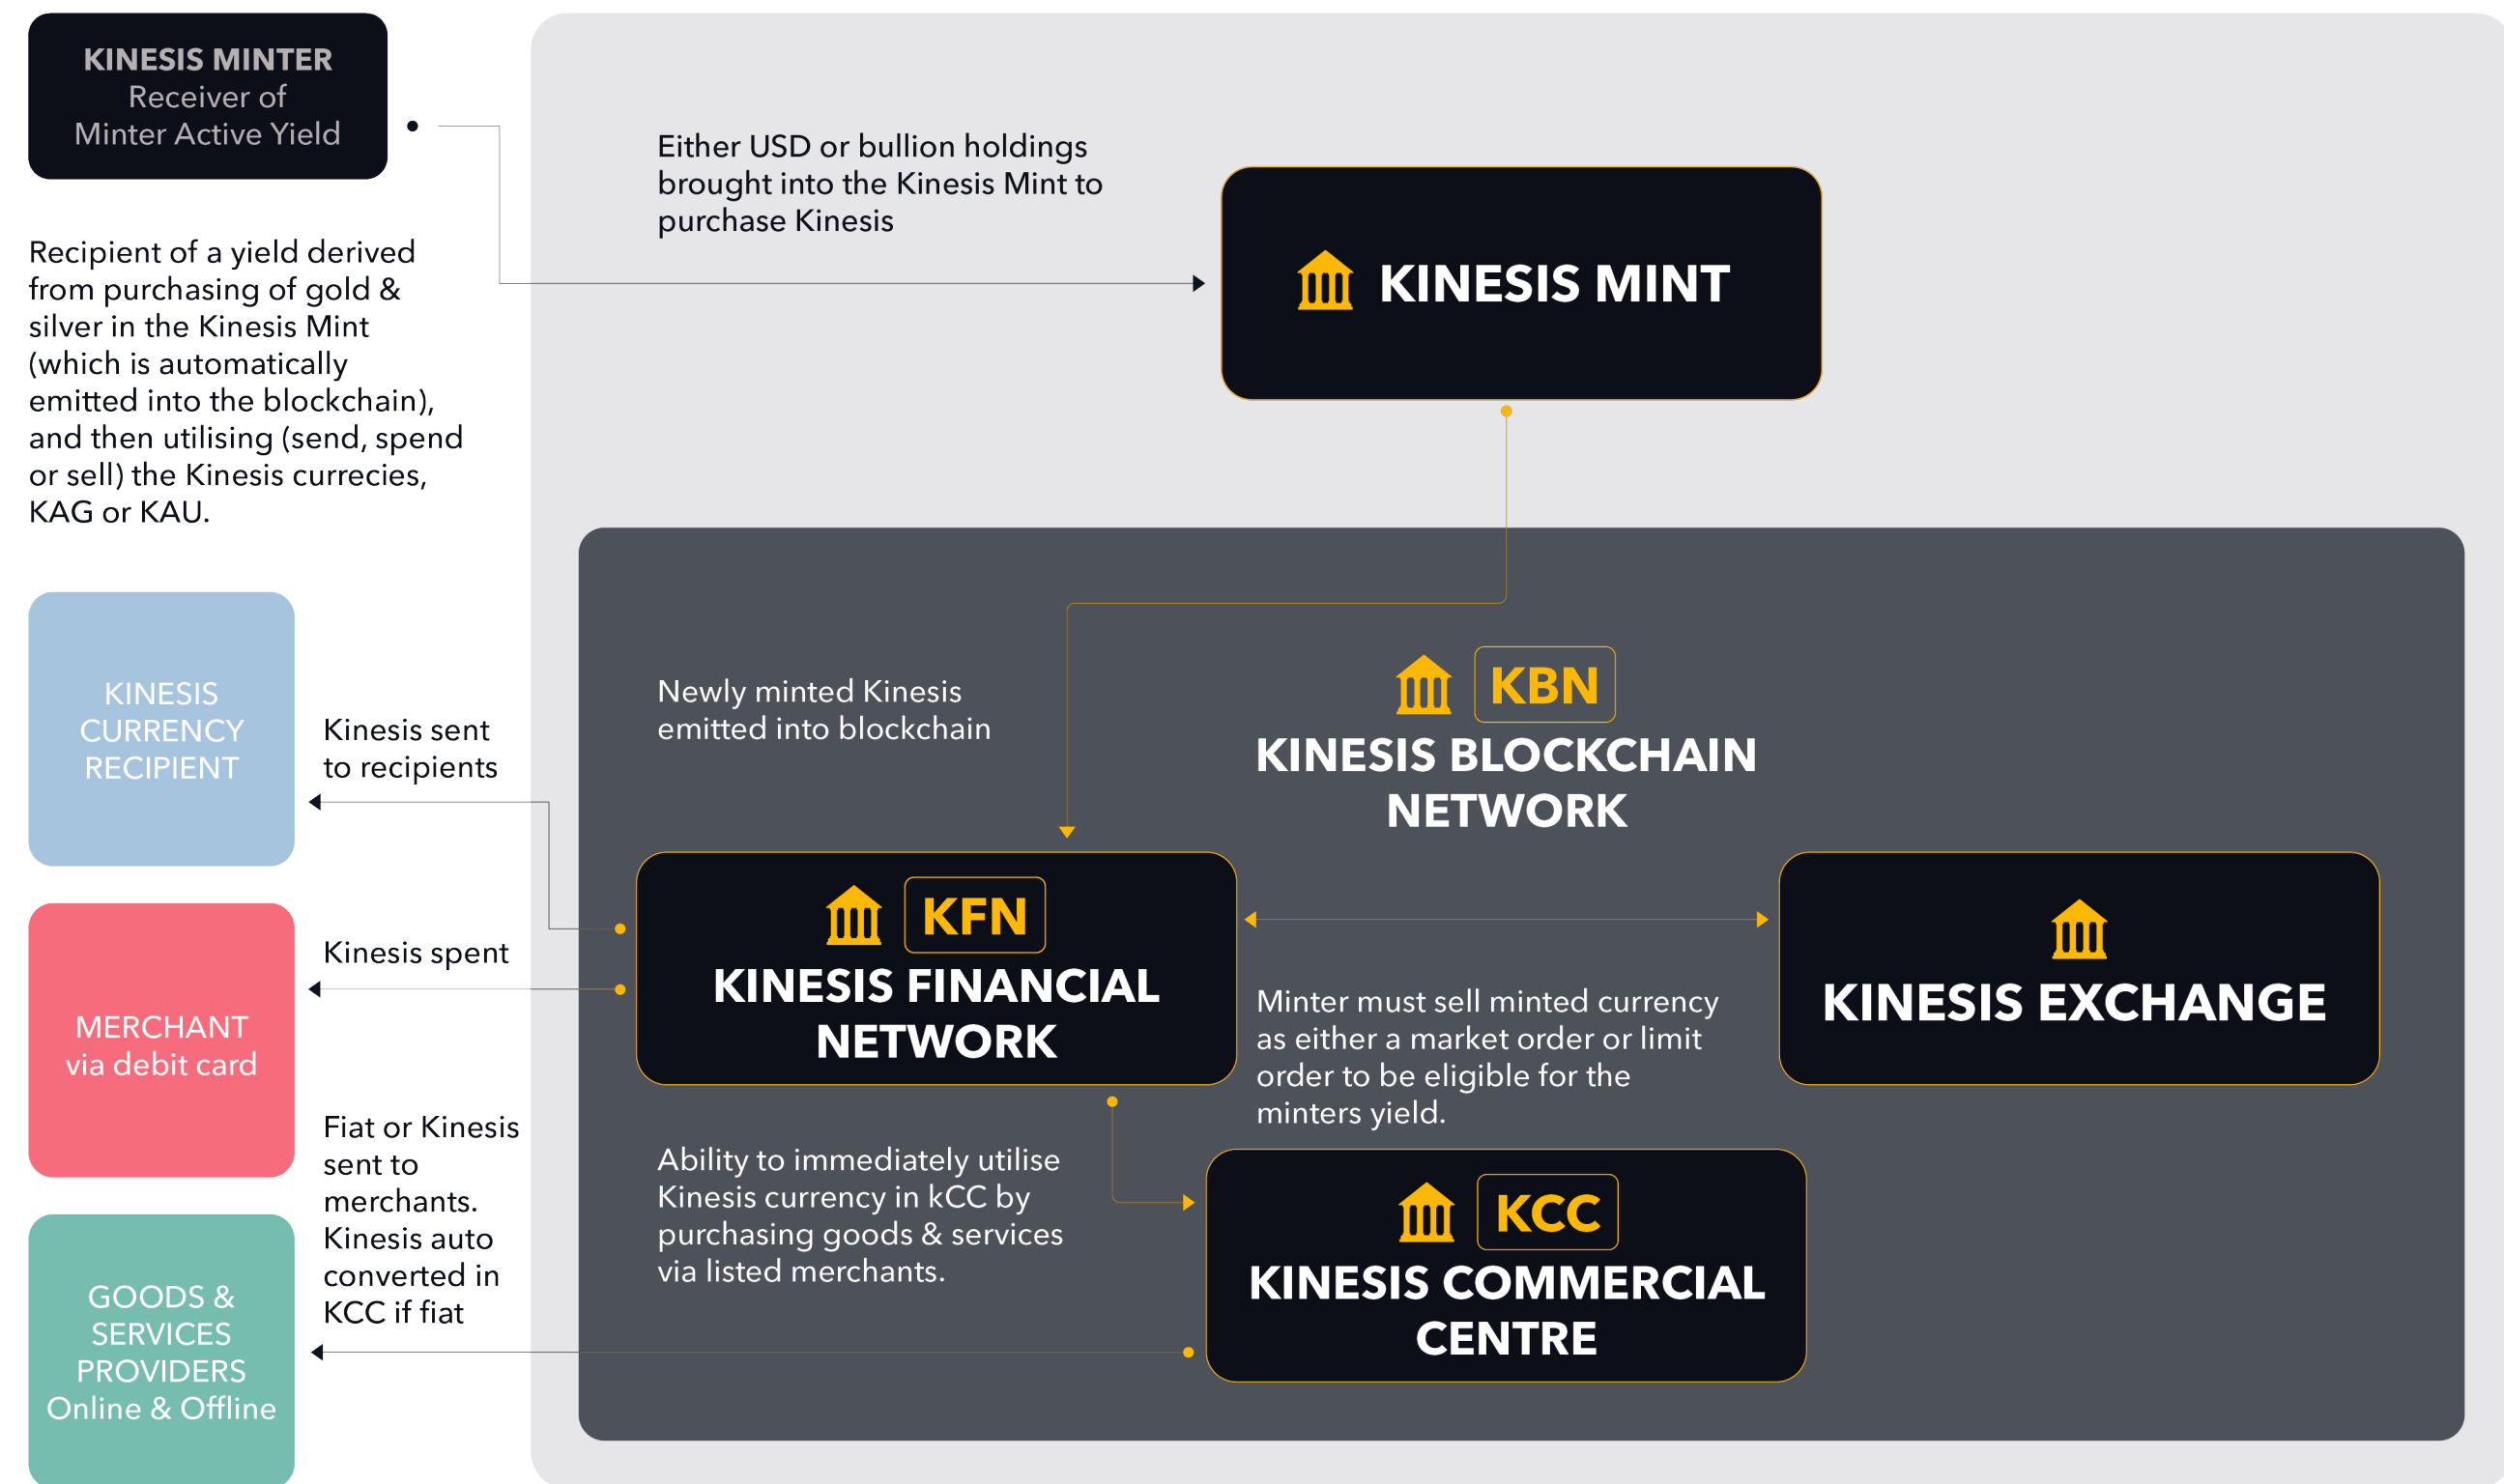 KINESIS MINTER
Receiver of
Minter Active Yield
Recipient of a yield derived
from purchasing of gold &
silver in the Kinesis Mint
(which is automatically
emitted into the blockchain),
and then utilising (send, spend
or sell) the Kinesis currecies,
KAG or KAU.
Either USD or bullion holdings
brought into the Kinesis Mint to
purchase Kinesis
KINESIS MINT
KINESIS
CURRENCY
RECIPIENT
Kinesis sent
to recipients
Newly minted Kinesis
emitted into blockchain
KBN
KINESIS BLOCKCHAIN
NETWORK
MERCHANT
via debit card
Kinesis spent
KFN
KINESIS FINANCIAL
NETWORK
Minter must sell minted currency
as either a market order or limit
order to be eligible for the
minters yield.
KINESIS EXCHANGE
GOODS &
SERVICES
PROVIDERS
Online & Offline
Fiat or Kinesis
sent to
merchants.
Kinesis auto
converted in
KCC if fiat
Ability to immediately utilise
Kinesis currency in kCC by
purchasing goods & services
via listed merchants.
KCC
KINESIS COMMERCIAL
CENTRE